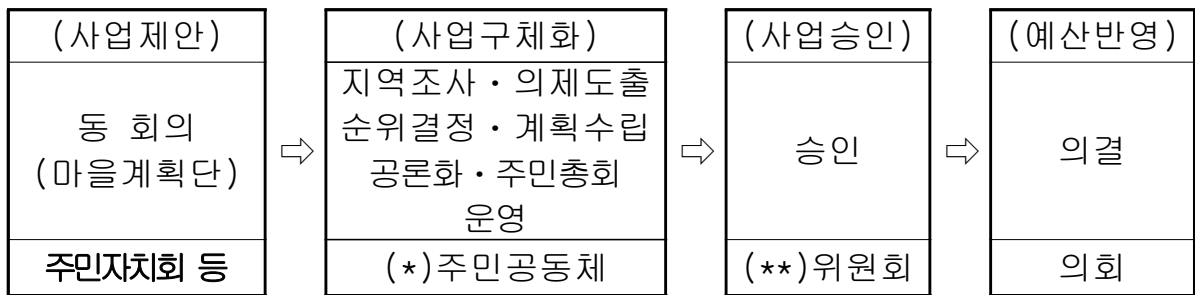 (사업제안)
동 회의
(마을계획단)
주민자치회 등
⇨
(사업구체화)
지역조사·의제도출
순위결정·계획수립
공론화·주민총회
운영
(*)주민공동체
⇨
(사업승인)
승인
(**)위원회
⇨
(예산반영)
의결
의회